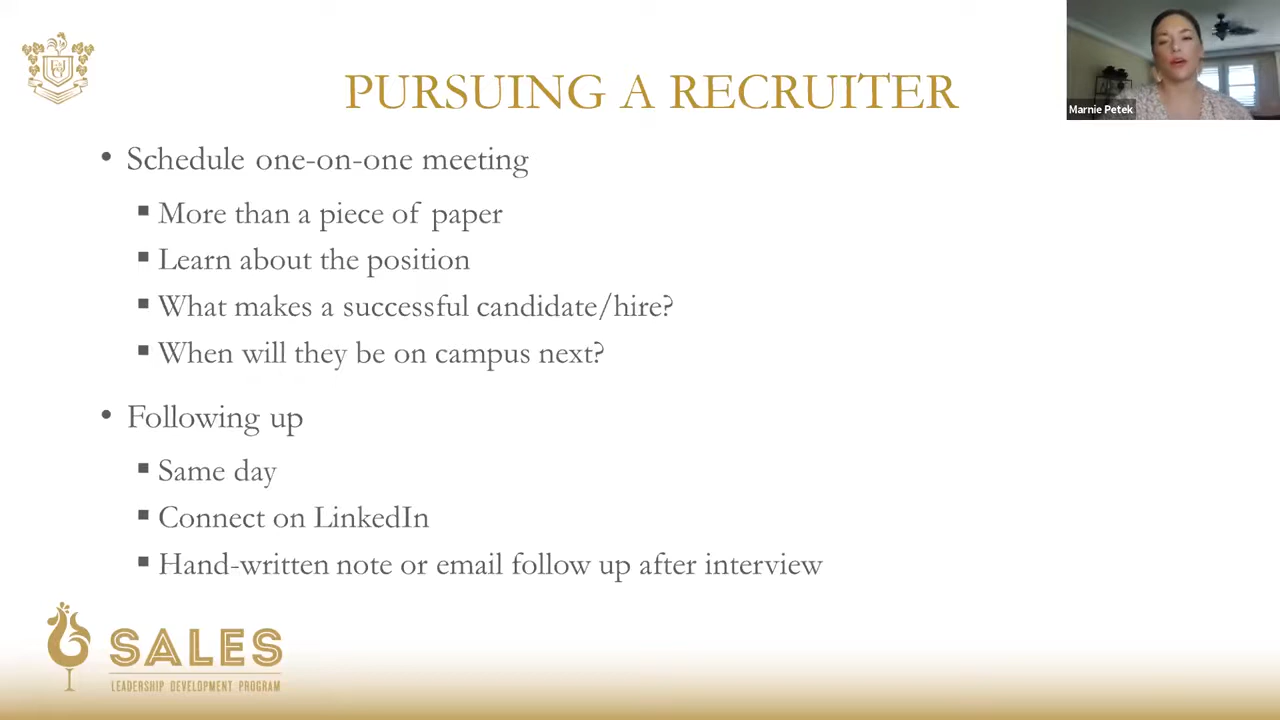 PURSUING A RECRUITER
Marnie Petek
• Schedule one-on-one meeting
▪ More than a piece of paper
▪ Learn about the position
▪ What makes a successful candidate/hire?
▪ When will they be on campus next?
• Following up
▪ Same day
▪ Connect on LinkedIn
▪ Hand-written note or email follow up after interview
SALES
LEADERSHIP DEVELOPMENT PROGRAM